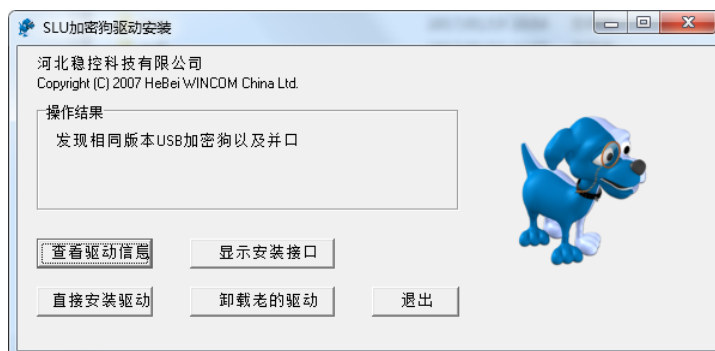 SLU加密狗驱动安装
河北稳控科技有限公司
Copyright (C) 2007 HeBei WINCOM China Ltd.
操作结果
发现相同版本USB加密狗以及并口
查看驱动信息 显示安装接口
直接安装驱动 卸载老的驱动 退出